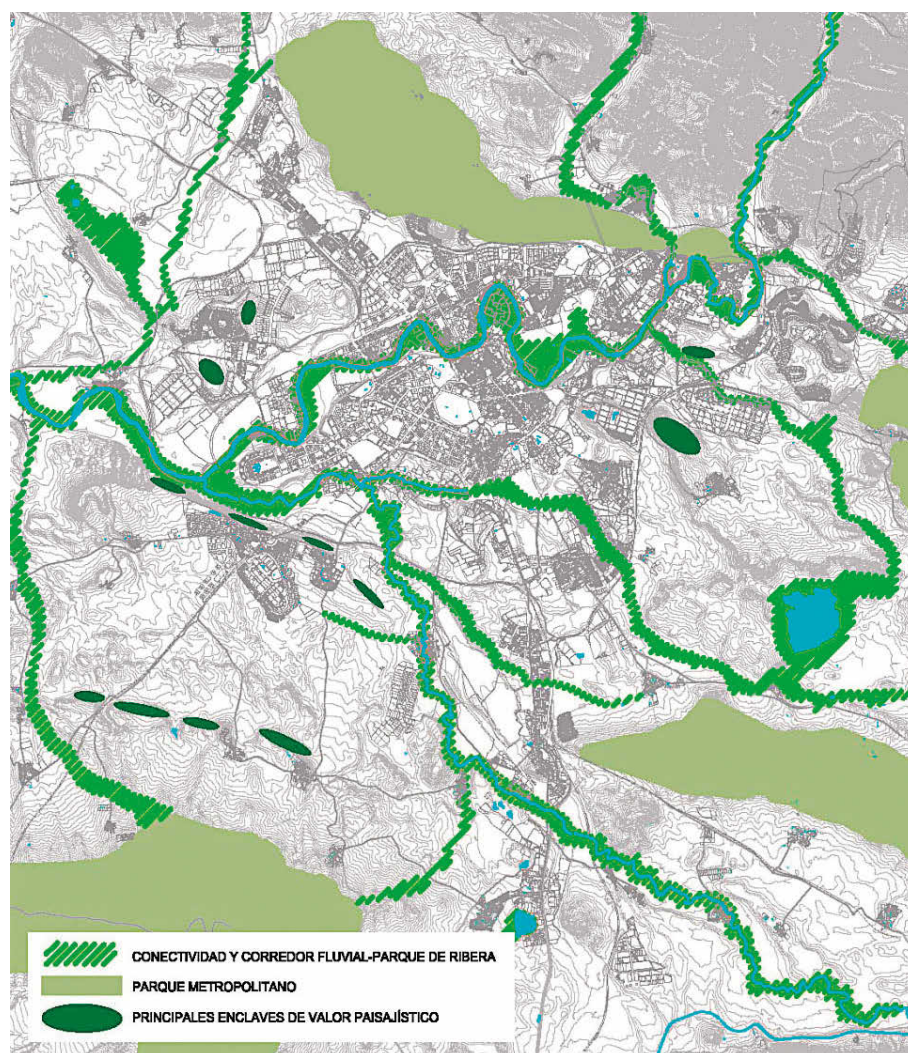 CONECTIVIDAD Y CORREDOR FLUVIAL-PARQUE DE RIBERA
PARQUE METROPOLITANO
PRINCIPALES ENCLAVES DE VALOR PAISAJÍSTICO